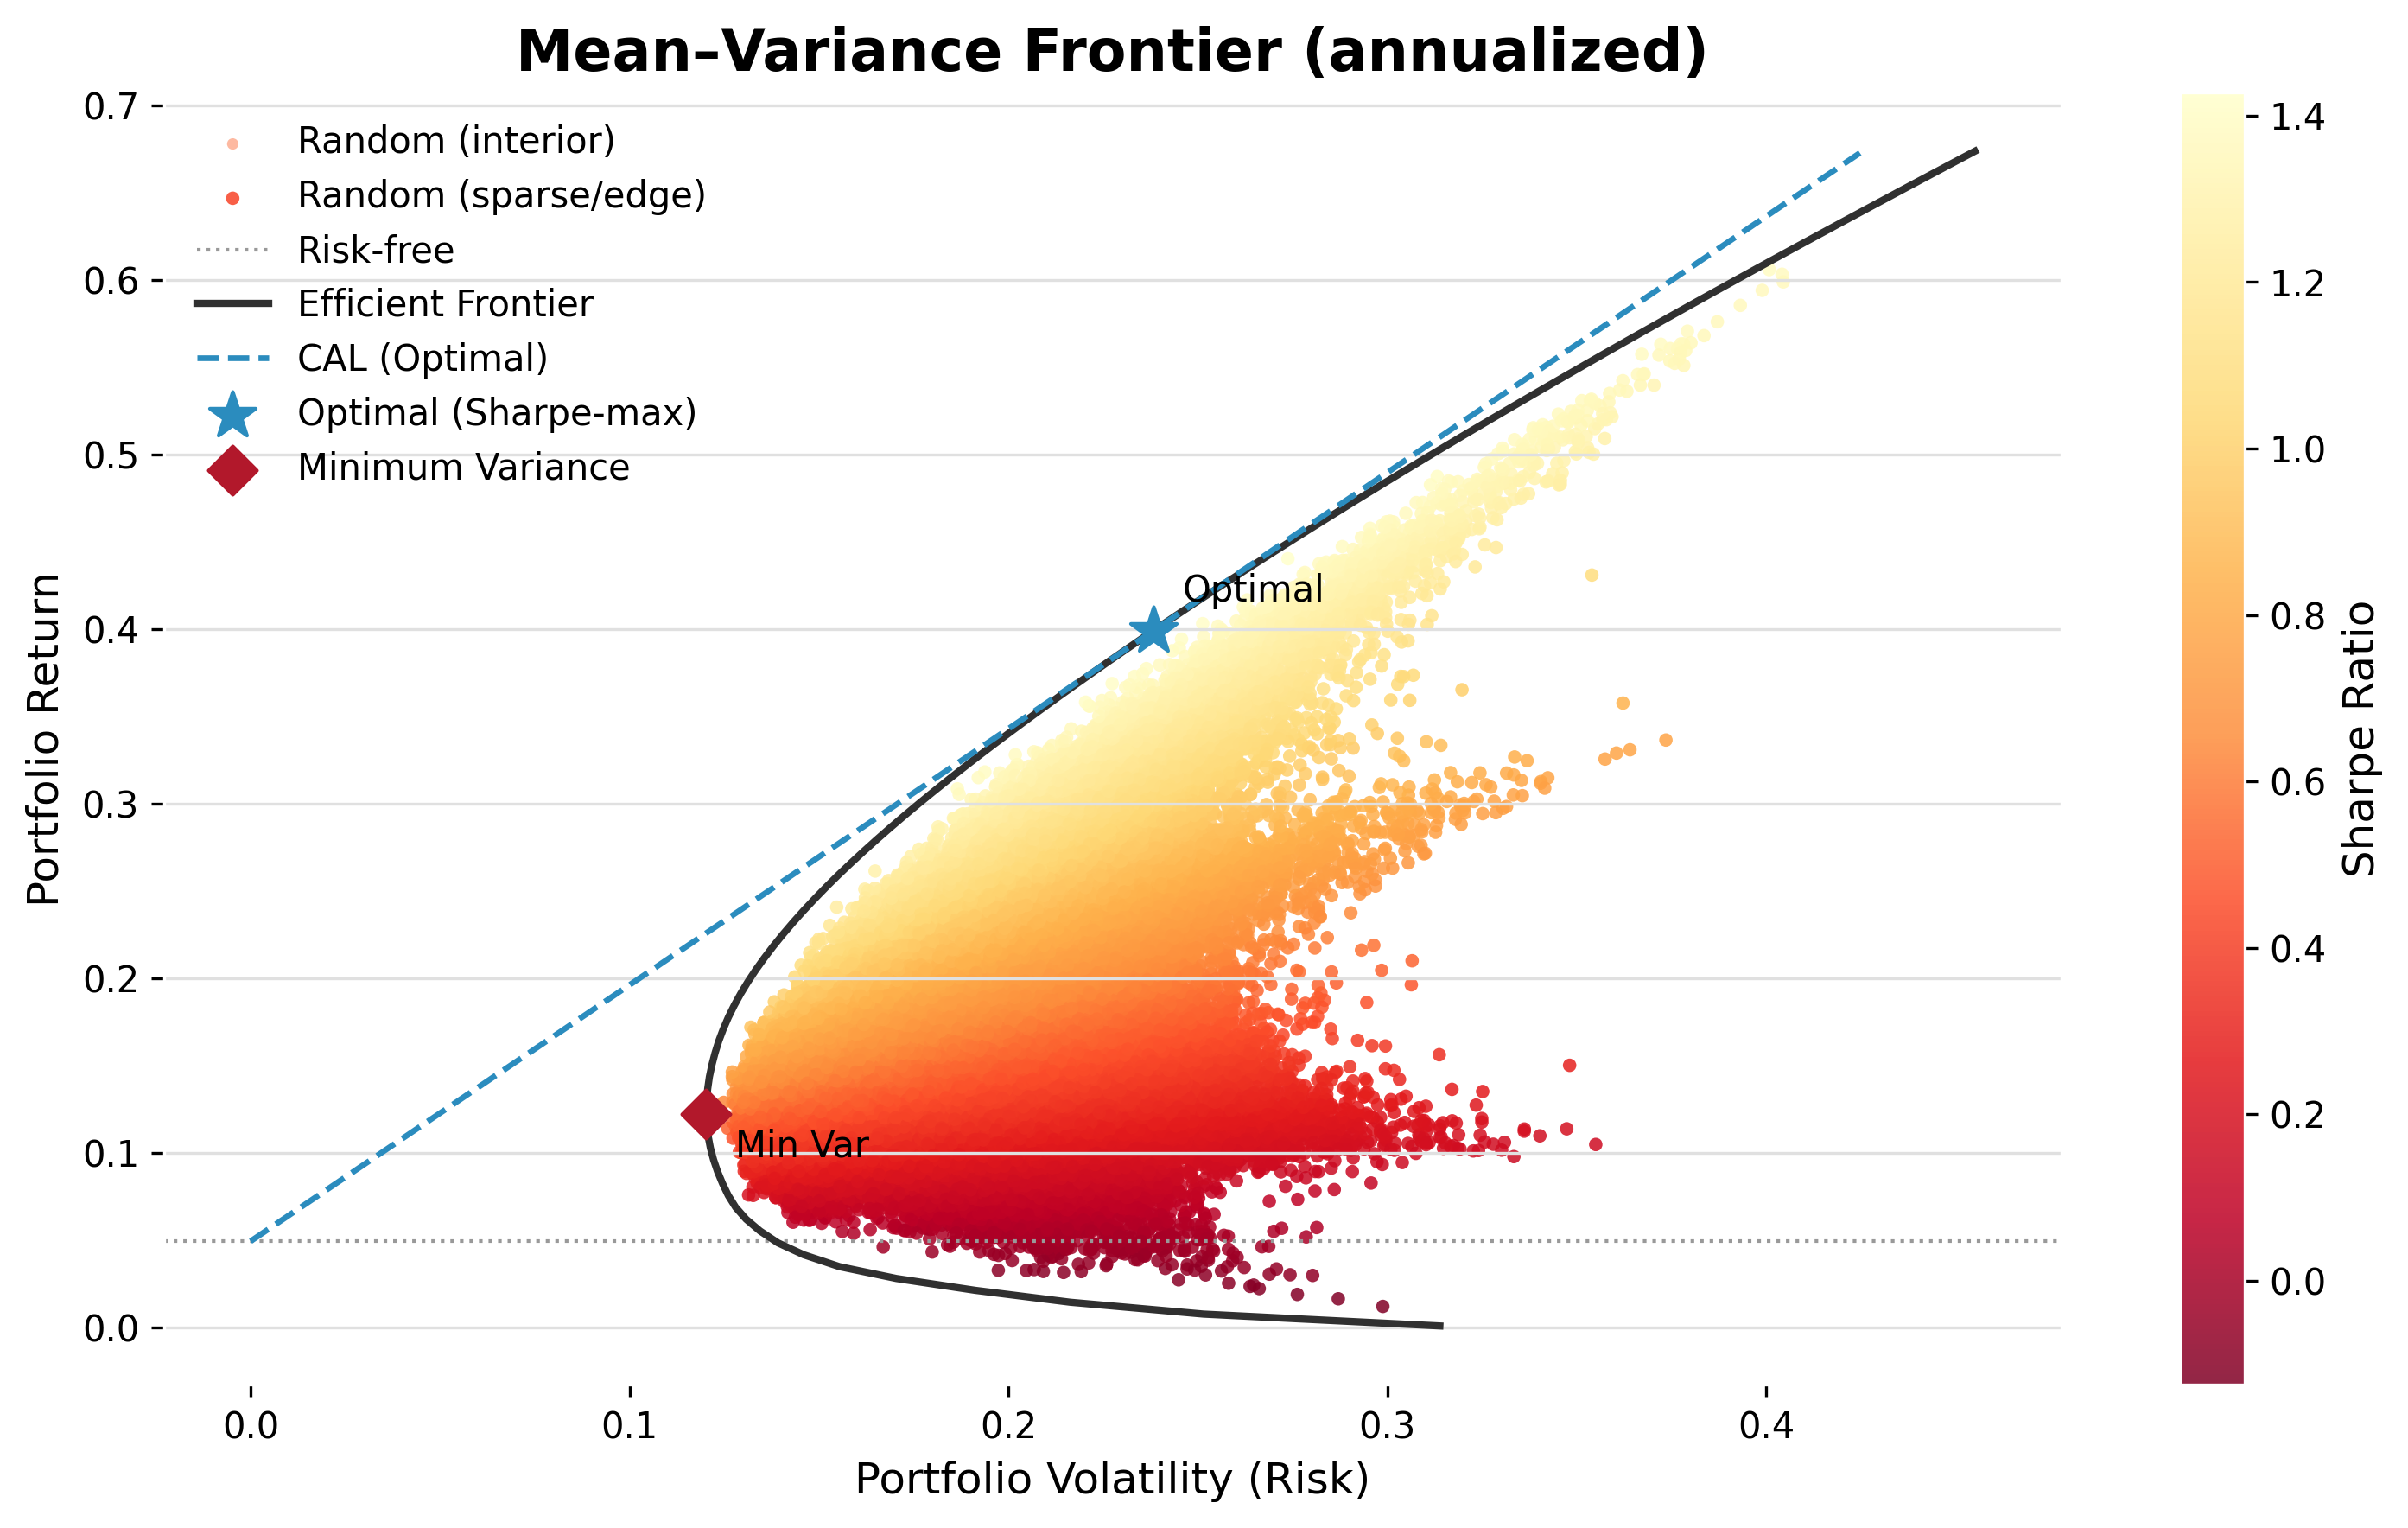 Mean–Variance Frontier (annualized)
Random (interior)
Random (sparse/edge)
Risk-free
Efficient Frontier
CAL (Optimal)
Optimal (Sharpe-max)
Minimum Variance
Portfolio Return
0.7
0.6
0.5
0.4
0.3
0.2
0.1
0.0
Optimal
Min Var
0.0 0.1 0.2 0.3 0.4
Portfolio Volatility (Risk)
1.4
1.2
1.0
0.8
0.6
0.4
0.2
0.0
Sharpe Ratio